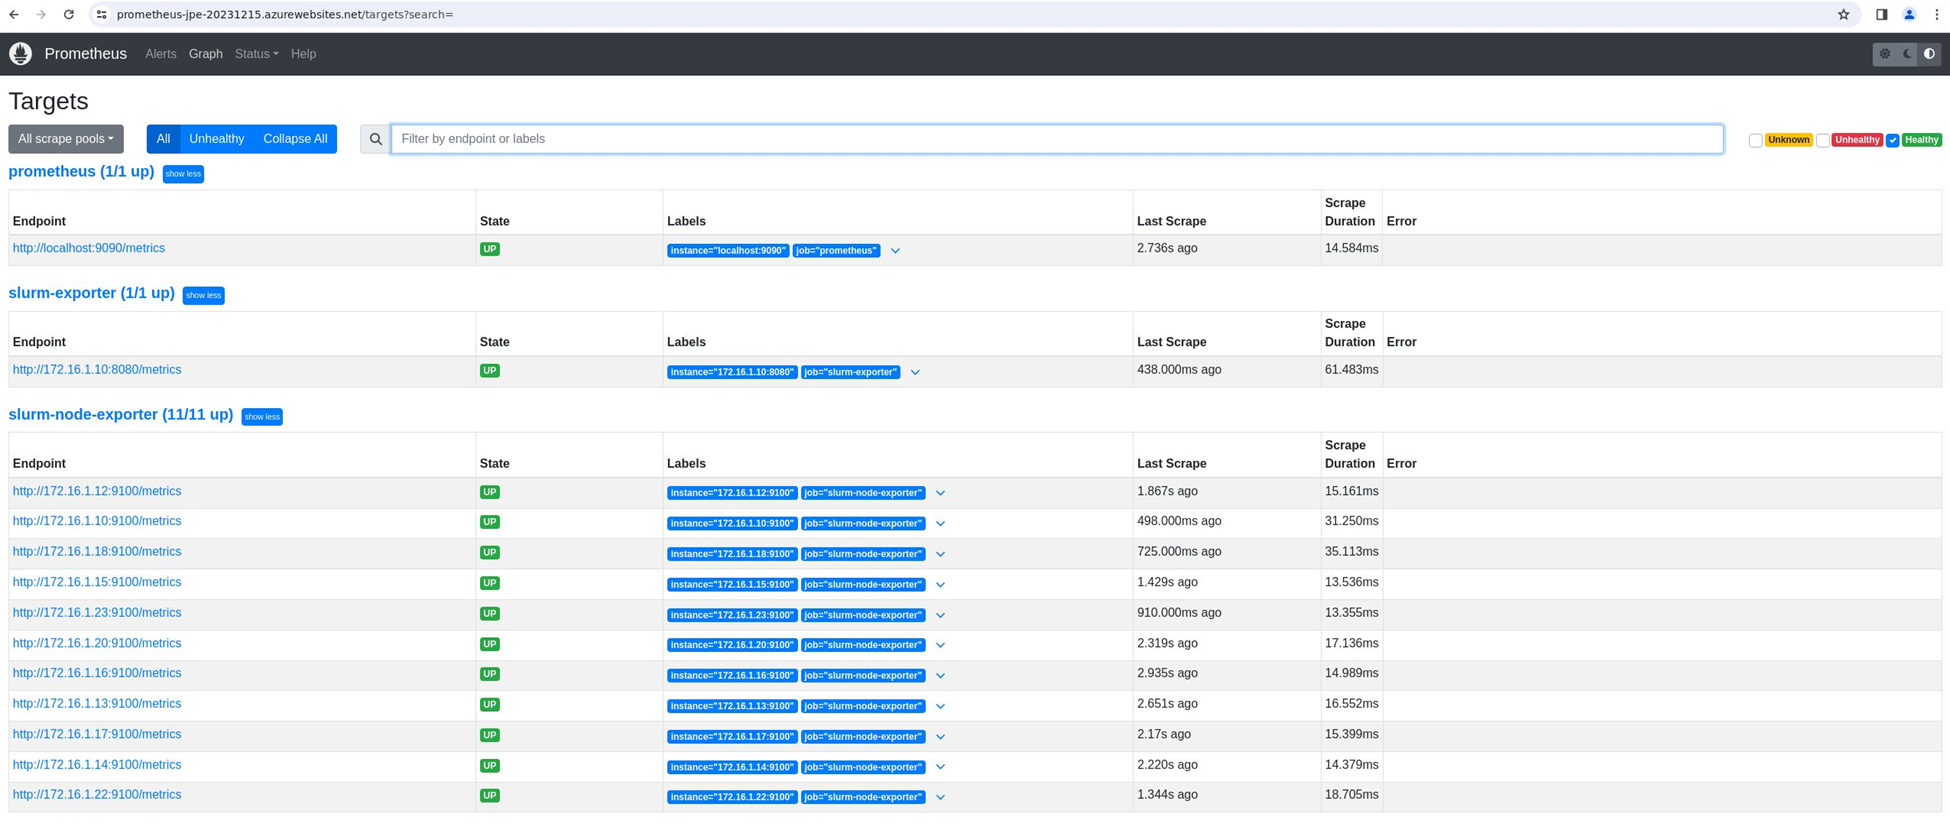 prometheus-jpe-20231215.azurewebsites.net/targets?search=
Prometheus Alerts Graph Status Help
Targets
All scrape pools All Unhealthy Collapse All Filter by endpoint or labels Unknown Unhealthy Healthy
prometheus (1/1 up) show less
Endpoint State Labels Last Scrape Scrape Duration Error
http://localhost:9090/metrics UP instance="localhost:9090" job="prometheus" 2.736s ago 14.584ms
slurm-exporter (1/1 up) show less
Endpoint State Labels Last Scrape Scrape Duration Error
http://172.16.1.10:8080/metrics UP instance="172.16.1.10:8080" job="slurm-exporter" 438.000ms ago 61.483ms
slurm-node-exporter (11/11 up) show less
Endpoint State Labels Last Scrape Scrape Duration Error
http://172.16.1.12:9100/metrics UP instance="172.16.1.12:9100" job="slurm-node-exporter" 1.867s ago 15.161ms
http://172.16.1.10:9100/metrics UP instance="172.16.1.10:9100" job="slurm-node-exporter" 498.000ms ago 31.250ms
http://172.16.1.18:9100/metrics UP instance="172.16.1.18:9100" job="slurm-node-exporter" 725.000ms ago 35.113ms
http://172.16.1.15:9100/metrics UP instance="172.16.1.15:9100" job="slurm-node-exporter" 1.429s ago 13.536ms
http://172.16.1.23:9100/metrics UP instance="172.16.1.23:9100" job="slurm-node-exporter" 910.000ms ago 13.355ms
http://172.16.1.20:9100/metrics UP instance="172.16.1.20:9100" job="slurm-node-exporter" 2.319s ago 17.136ms
http://172.16.1.16:9100/metrics UP instance="172.16.1.16:9100" job="slurm-node-exporter" 2.935s ago 14.989ms
http://172.16.1.13:9100/metrics UP instance="172.16.1.13:9100" job="slurm-node-exporter" 2.651s ago 16.552ms
http://172.16.1.17:9100/metrics UP instance="172.16.1.17:9100" job="slurm-node-exporter" 2.17s ago 15.399ms
http://172.16.1.14:9100/metrics UP instance="172.16.1.14:9100" job="slurm-node-exporter" 2.220s ago 14.379ms
http://172.16.1.22:9100/metrics UP instance="172.16.1.22:9100" job="slurm-node-exporter" 1.344s ago 18.705ms